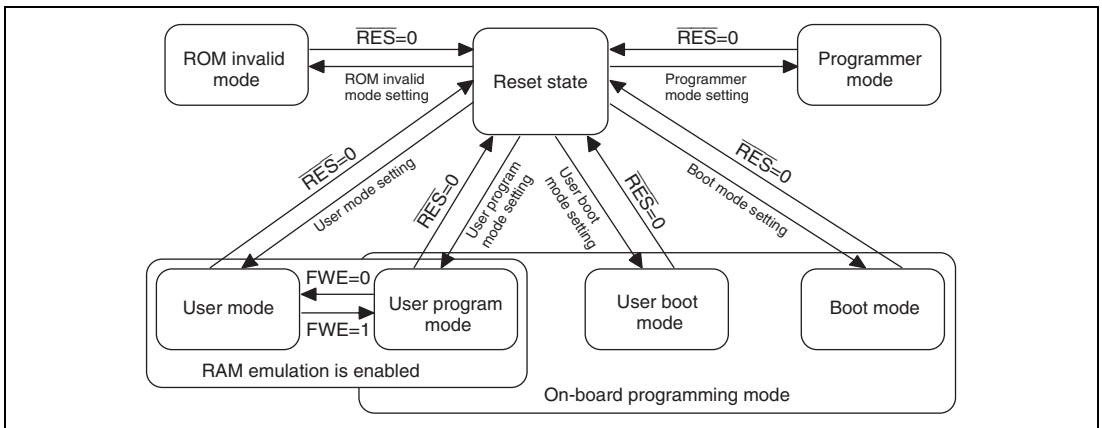 RES=0
RES=0
ROM invalid
mode
Reset state
Programmer
mode
ROM invalid
mode setting
Programmer
mode setting
RES=0
User mode setting
RES=0
User program
mode setting
User boot
mode setting
RES=0
Boot mode setting
RES=0
User mode
FWE=0
FWE=1
User program
mode
User boot
mode
Boot mode
RAM emulation is enabled
On-board programming mode